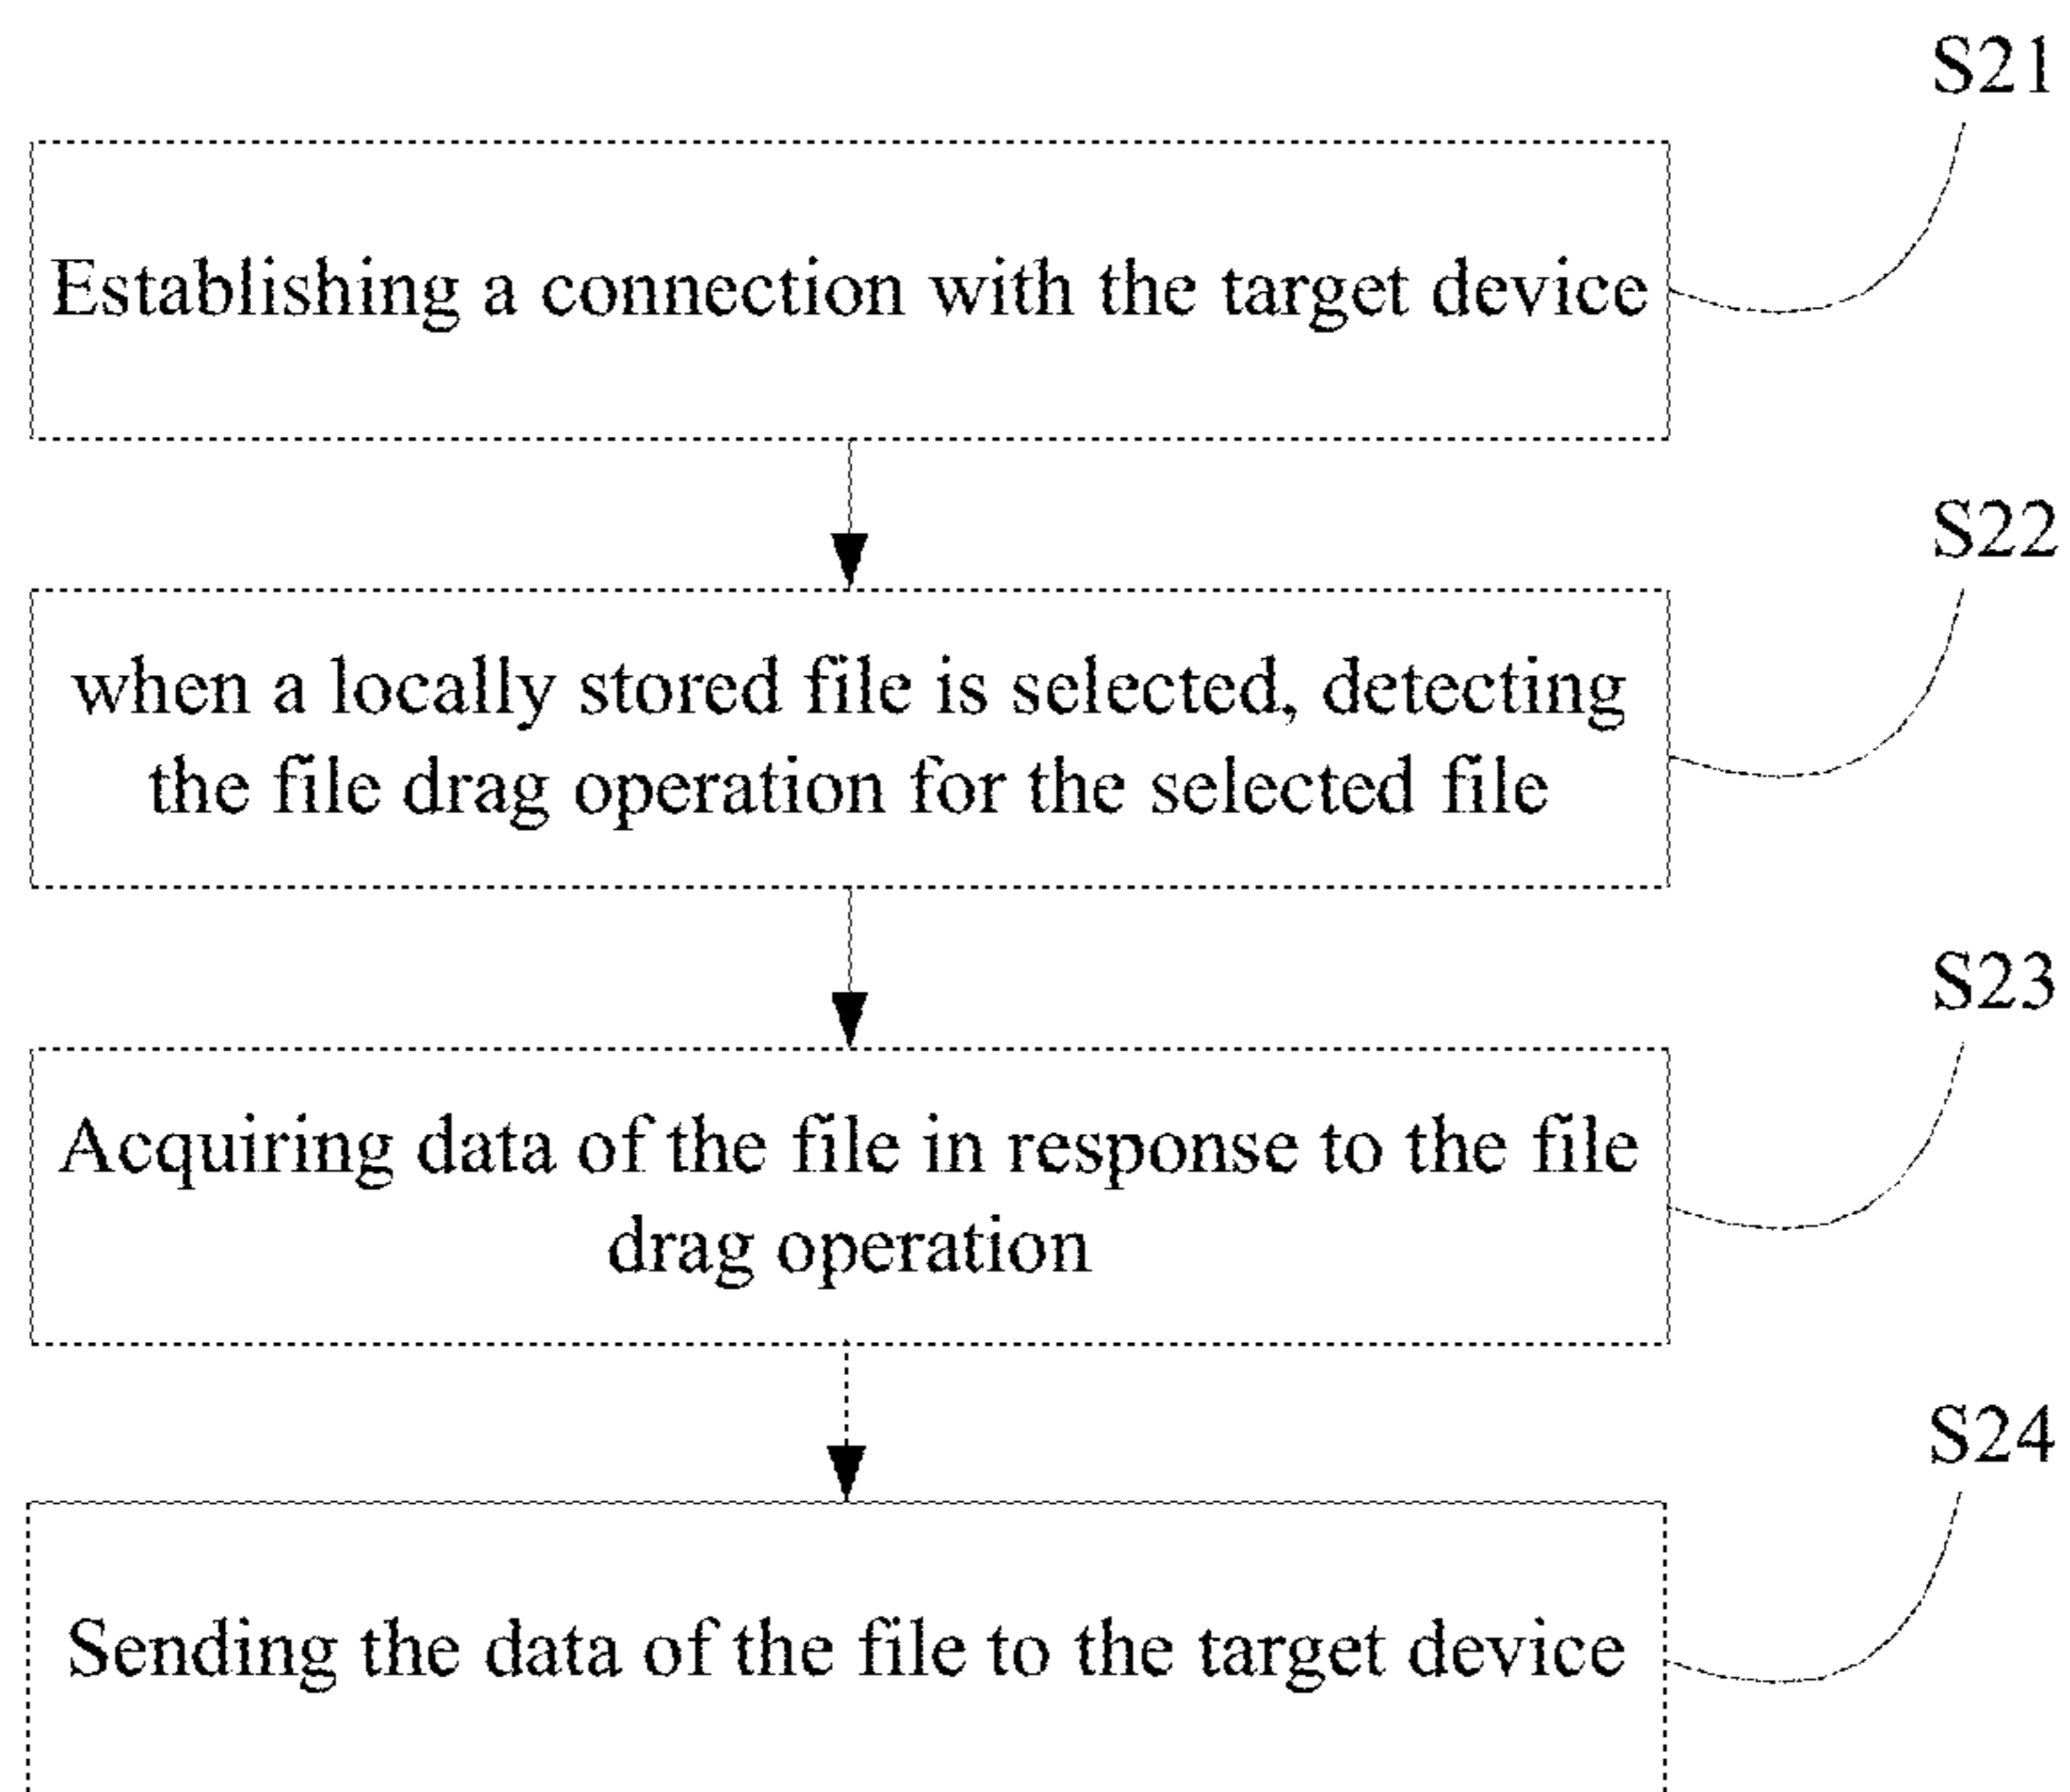 S21
Establishing a connection with the target device
S22
when a locally stored file is selected, detecting
the file drag operation for the selected file
S23
Acquiring data of the file in response to the file
drag operation
S24
Sending the data of the file to the target device